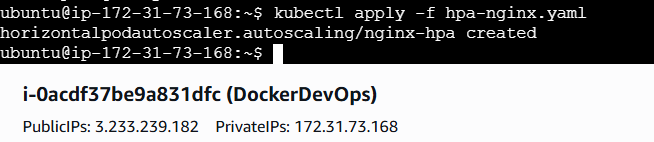 ubuntu@ip-172-31-73-168:~$ kubectl apply -f hpa-nginx.yaml
horizontalpodautoscaler.autoscaling/nginx-hpa created
ubuntu@ip-172-31-73-168:~$
i-0acdf37be9a831dfc (DockerDevOps)
PublicIPs: 3.233.239.182 PrivateIPs: 172.31.73.168